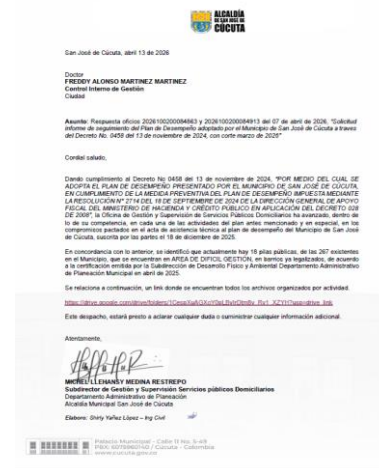 ALCALDÍA
DE SAN JOSÉ DE
CÚCUTA
San José de Cúcuta, abril 13 de 2026
Doctor
FREDDY ALONSO MARTINEZ MARTINEZ
Control Interno de Gestión
Ciudad
Asunto: Respuesta oficios 2026100200084863 y 2026100200084913 del 07 de abril de 2026, "Solicitud
informe de seguimiento del Plan de Desempeño adoptado por el Municipio de San José de Cúcuta a través
del Decreto No. 0458 del 13 de noviembre de 2024, con corte marzo de 2026"
Cordial saludo,
Dando cumplimiento al Decreto No 0458 del 13 de noviembre de 2024, "POR MEDIO DEL CUAL SE
ADOPTA EL PLAN DE DESEMPEÑO PRESENTADO POR EL MUNICIPIO DE SAN JOSÉ DE CÚCUTA,
EN CUMPLIMIENTO DE LA MEDIDA PREVENTIVA DEL PLAN DE DESEMPEÑO IMPUESTA MEDIANTE
LA RESOLUCIÓN N° 2714 DEL 18 DE SEPTIEMBRE DE 2024 DE LA DIRECCIÓN GENERAL DE APOYO
FISCAL DEL MINISTERIO DE HACIENDA Y CRÉDITO PÚBLICO EN APLICACIÓN DEL DECRETO 028
DE 2008", la Oficina de Gestión y Supervisión de Servicios Públicos Domiciliarios ha avanzado, dentro de
lo de su competencia, en cada una de las actividades del plan antes mencionado y en especial, en los
compromisos pactados en el acta de asistencia técnica al plan de desempeño del Municipio de San José
de Cúcuta, suscrita por las partes el 18 de diciembre de 2025.
En concordancia con lo anterior, se identificó que actualmente hay 18 pilas públicas, de las 267 existentes
en el Municipio, que se encuentran en AREA DE DIFICIL GESTIÓN, en barrios ya legalizados, de acuerdo
a la certificación emitida por la Subdirección de Desarrollo Físico y Ambiental Departamento Administrativo
de Planeación Municipal en abril de 2025.
Se relaciona a continuación, un link donde se encuentran todos los archivos organizados por actividad.
Este despacho, estará presto a aclarar cualquier duda o suministrar cualquier información adicional.
Atentamente,
MICHEL LLEHANSY MEDINA RESTREPO
Subdirector de Gestión y Supervisión Servicios públicos Domiciliarios
Departamento Administrativo de Planeación
Alcaldía Municipal San José de Cúcuta
Elaboro: Shirly Yañez López – Ing Civil
Palacio Municipal - Calle 11 No. 5-49
PBX: 6075960140 / Cúcuta - Colombia
www.cucuta.gov.co